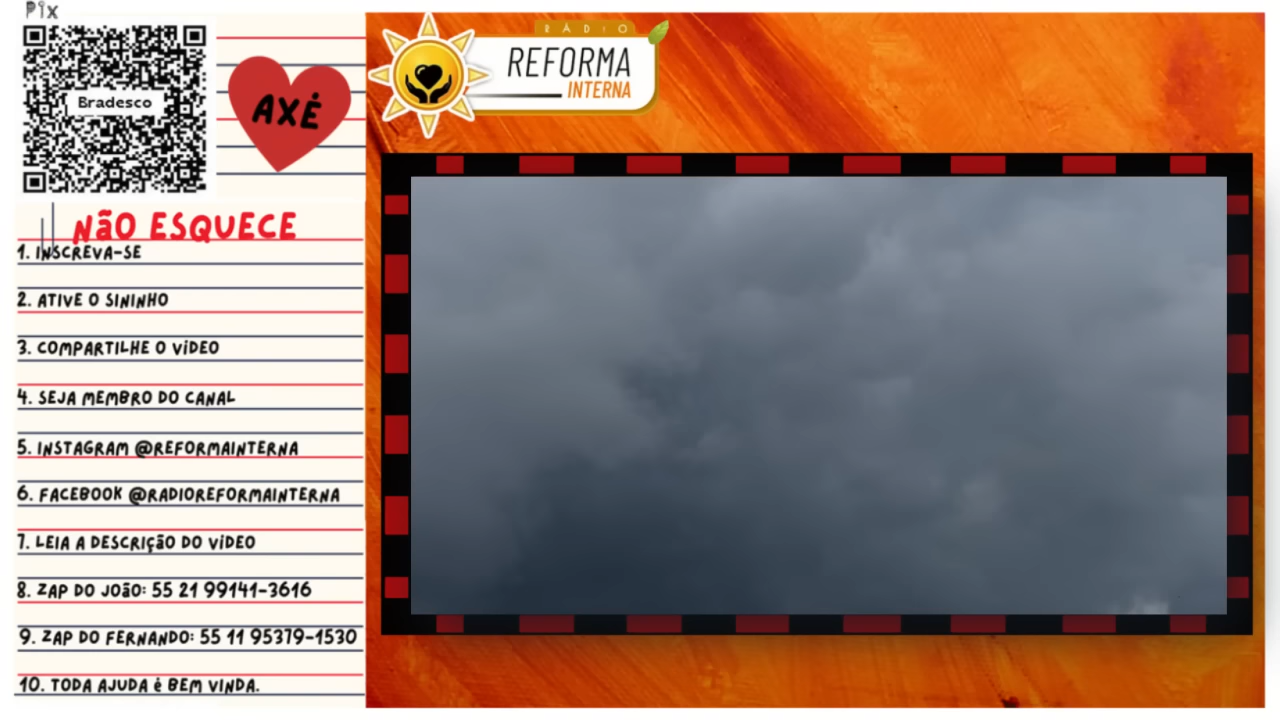 Pix
Bradesco
AXÉ
NÃO ESQUECE
1. INSCREVA-SE
2. ATIVE O SININHO
3. COMPARTILHE O VÍDEO
4. SEJA MEMBRO DO CANAL
5. INSTAGRAM @REFORMAINTERNA
6. FACEBOOK @RADIOREFORMAINTERNA
7. LEIA A DESCRIÇÃO DO VÍDEO
8. ZAP DO JOÃO: 55 21 99141-3616
9. ZAP DO FERNANDO: 55 11 95379-1530
10. TODA AJUDA É BEM VINDA.
RÁDIO
REFORMA
INTERNA